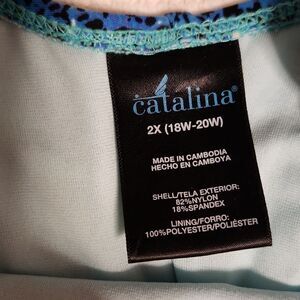 catalina®
2X (18W-20W)
MADE IN CAMBODIA
HECHO EN CAMBOYA
SHELL/TELA EXTERIOR:
82%NYLON
18%SPANDEX
LINING/FORRO:
100%POLYESTER/POLIÉSTER